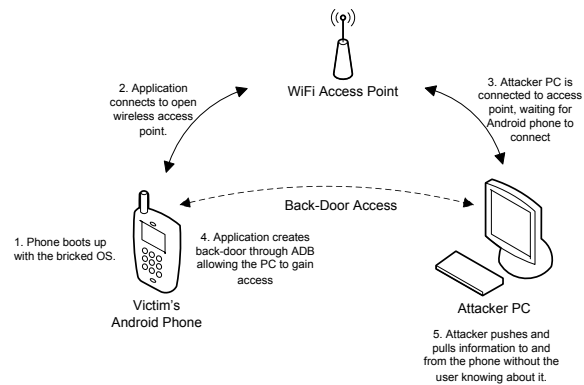 2. Application
connects to open
wireless access
point.
WiFi Access Point
3. Attacker PC is
connected to access
point, waiting for
Android phone to
connect
Back-Door Access
1. Phone boots up
with the bricked OS.
4. Application creates
back-door through ADB
allowing the PC to gain
access
Victim's
Android Phone
Attacker PC
5. Attacker pushes and
pulls information to and
from the phone without the
user knowing about it.